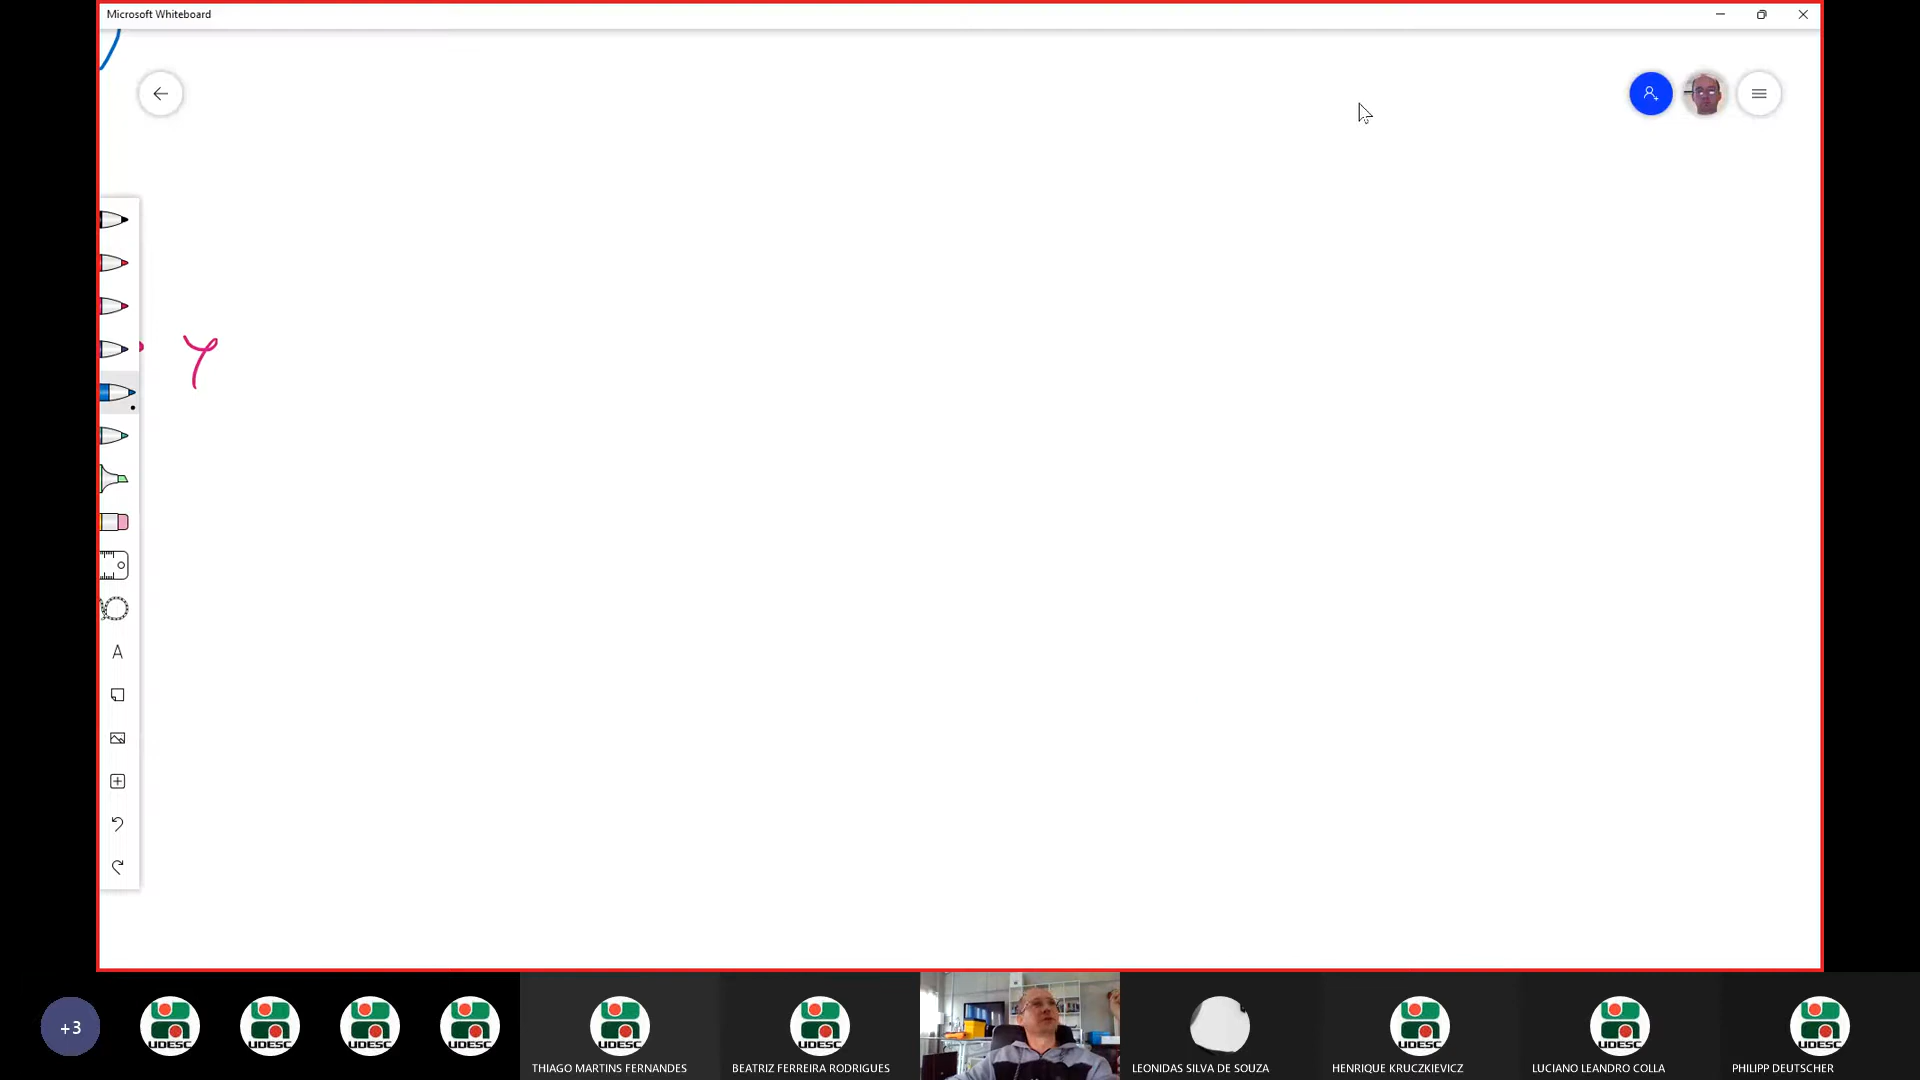 Microsoft Whiteboard
Y
A
+3
UDESC
UDESC
UDESC
UDESC
UDESC
THIAGO MARTINS FERNANDES
UDESC
BEATRIZ FERREIRA RODRIGUES
LEONIDAS SILVA DE SOUZA
UDESC
HENRIQUE KRUCZKIEVICZ
UDESC
LUCIANO LEANDRO COLLA
UDESC
PHILIPP DEUTSCHER